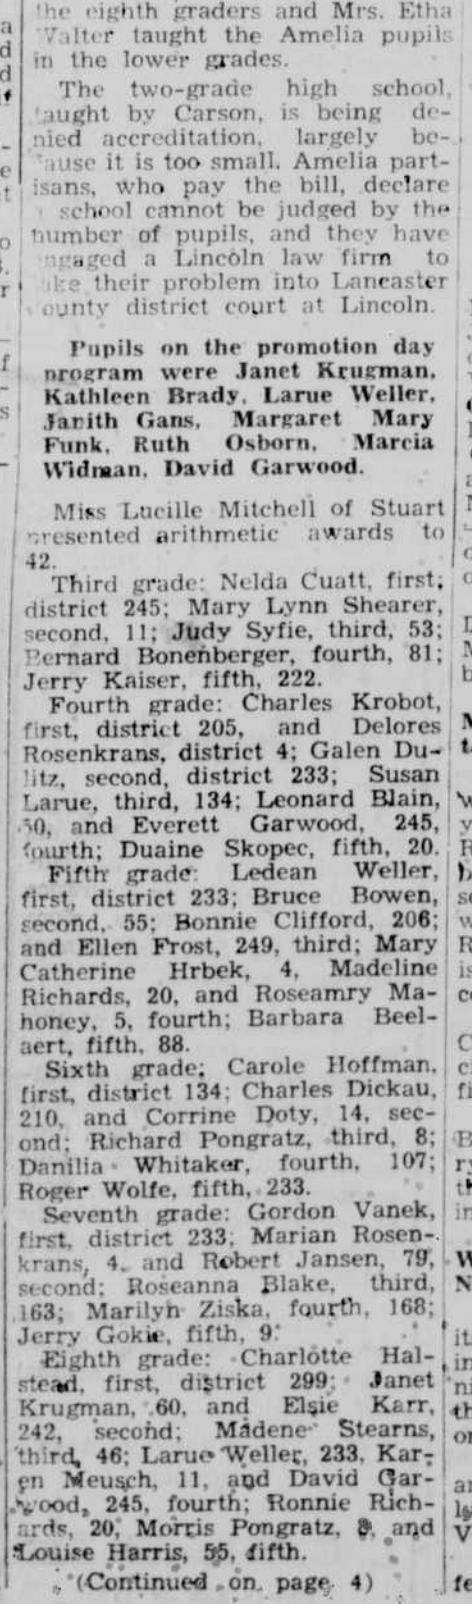 the eighth graders and Mrs. Etha
Valter taught the Amelia pupils
in the lower grades.
The two-grade high school,
taught by Carson, is being de-
nied accreditation, largely be-
cause it is too small. Amelia part-
isans, who pay the bill, declare
school cannot be judged by the
number of pupils, and they have
engaged a Lincoln law firm to
take their problem into Lancaster
county district court at Lincoln.
Pupils on the promotion day
program were Janet Krugman,
Kathleen Brady, Larue Weller,
Jarith Gans, Margaret Mary
Funk, Ruth Osborn, Marcia
Widman, David Garwood.
Miss Lucille Mitchell of Stuart
presented arithmetic awards to
42.
Third grade: Nelda Cuatt, first;
district 245; Mary Lynn Shearer,
second, 11; Judy Syfie, third, 53;
Bernard Bonenberger, fourth, 81;
Jerry Kaiser, fifth, 222.
Fourth grade: Charles Krobot,
first, district 205, and Delores
Rosenkrans, district 4; Galen Du-
litz, second, district 233; Susan
Larue, third, 134; Leonard Blain,
50, and Everett Garwood, 245,
fourth; Duaine Skopec, fifth, 20.
Fifth grade: Ledean Weller,
first, district 233; Bruce Bowen,
second, 55; Bonnie Clifford, 206;
and Ellen Frost, 249, third; Mary
Catherine Hrbek, 4, Madeline
Richards, 20, and Roseamry Ma-
honey, 5, fourth; Barbara Beel-
aert, fifth, 88.
Sixth grade; Carole Hoffman,
first, district 134; Charles Dickau,
210, and Corrine Doty, 14, sec-
ond; Richard Pongratz, third, 8;
Danilia Whitaker, fourth, 107;
Roger Wolfe, fifth, 233.
Seventh grade: Gordon Vanek,
first, district 233; Marian Rosen-
krans, 4, and Robert Jansen, 79,
second; Roseanna Blake, third,
163; Marilyn Ziska, fourth, 168;
Jerry Gokie, fifth, 9.
Eighth grade: Charlotte Hal-
stead, first, district 299; Janet
Krugman, 60, and Elsie Karr,
242, second; Madene Stearns,
third, 46; Larue Weller, 233, Kar-
en Meusch, 11, and David Gar-
wood, 245, fourth; Ronnie Rich-
ards, 20, Morris Pongratz, 8, and
Louise Harris, 55, fifth.
(Continued on page 4)